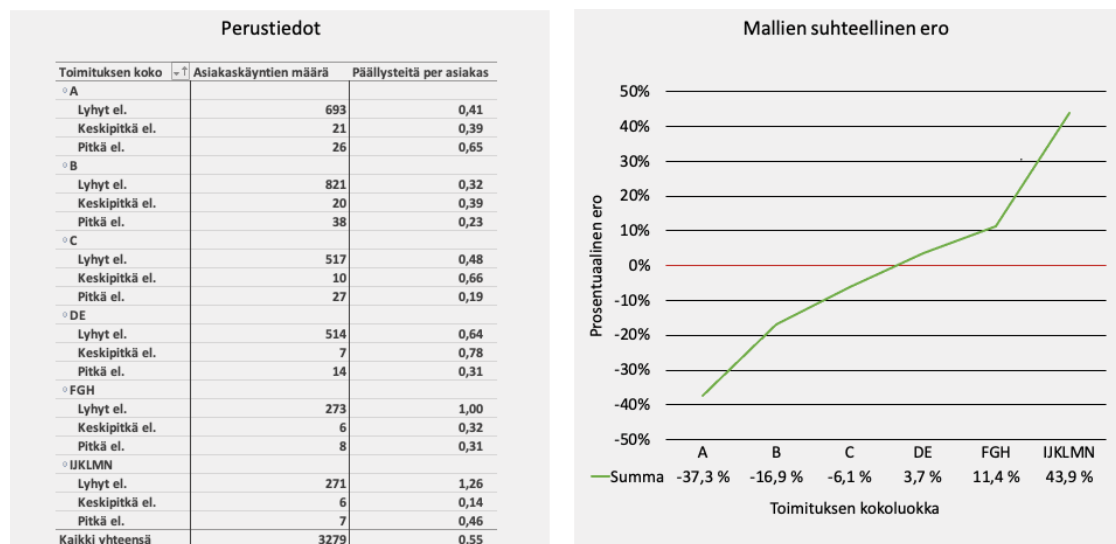 Perustiedot
Toimituksen koko Asiakaskäyntien määrä Päällysteitä per asiakas
A
Lyhyt el. 693 0,41
Keskipitkä el. 21 0,39
Pitkä el. 26 0,65
B
Lyhyt el. 821 0,32
Keskipitkä el. 20 0,39
Pitkä el. 38 0,23
C
Lyhyt el. 517 0,48
Keskipitkä el. 10 0,66
Pitkä el. 27 0,19
DE
Lyhyt el. 514 0,64
Keskipitkä el. 7 0,78
Pitkä el. 14 0,31
FGH
Lyhyt el. 273 1,00
Keskipitkä el. 6 0,32
Pitkä el. 8 0,31
IJKLMN
Lyhyt el. 271 1,26
Keskipitkä el. 6 0,14
Pitkä el. 7 0,46
Kaikki yhteensä 3279 0,55
Mallien suhteellinen ero
Prosentuaalinen ero
50%
40%
30%
20%
10%
0%
-10%
-20%
-30%
-40%
-50%
A B C DE FGH IJKLMN
Summa -37,3 % -16,9 % -6,1 % 3,7 % 11,4 % 43,9 %
Toimituksen kokoluokka